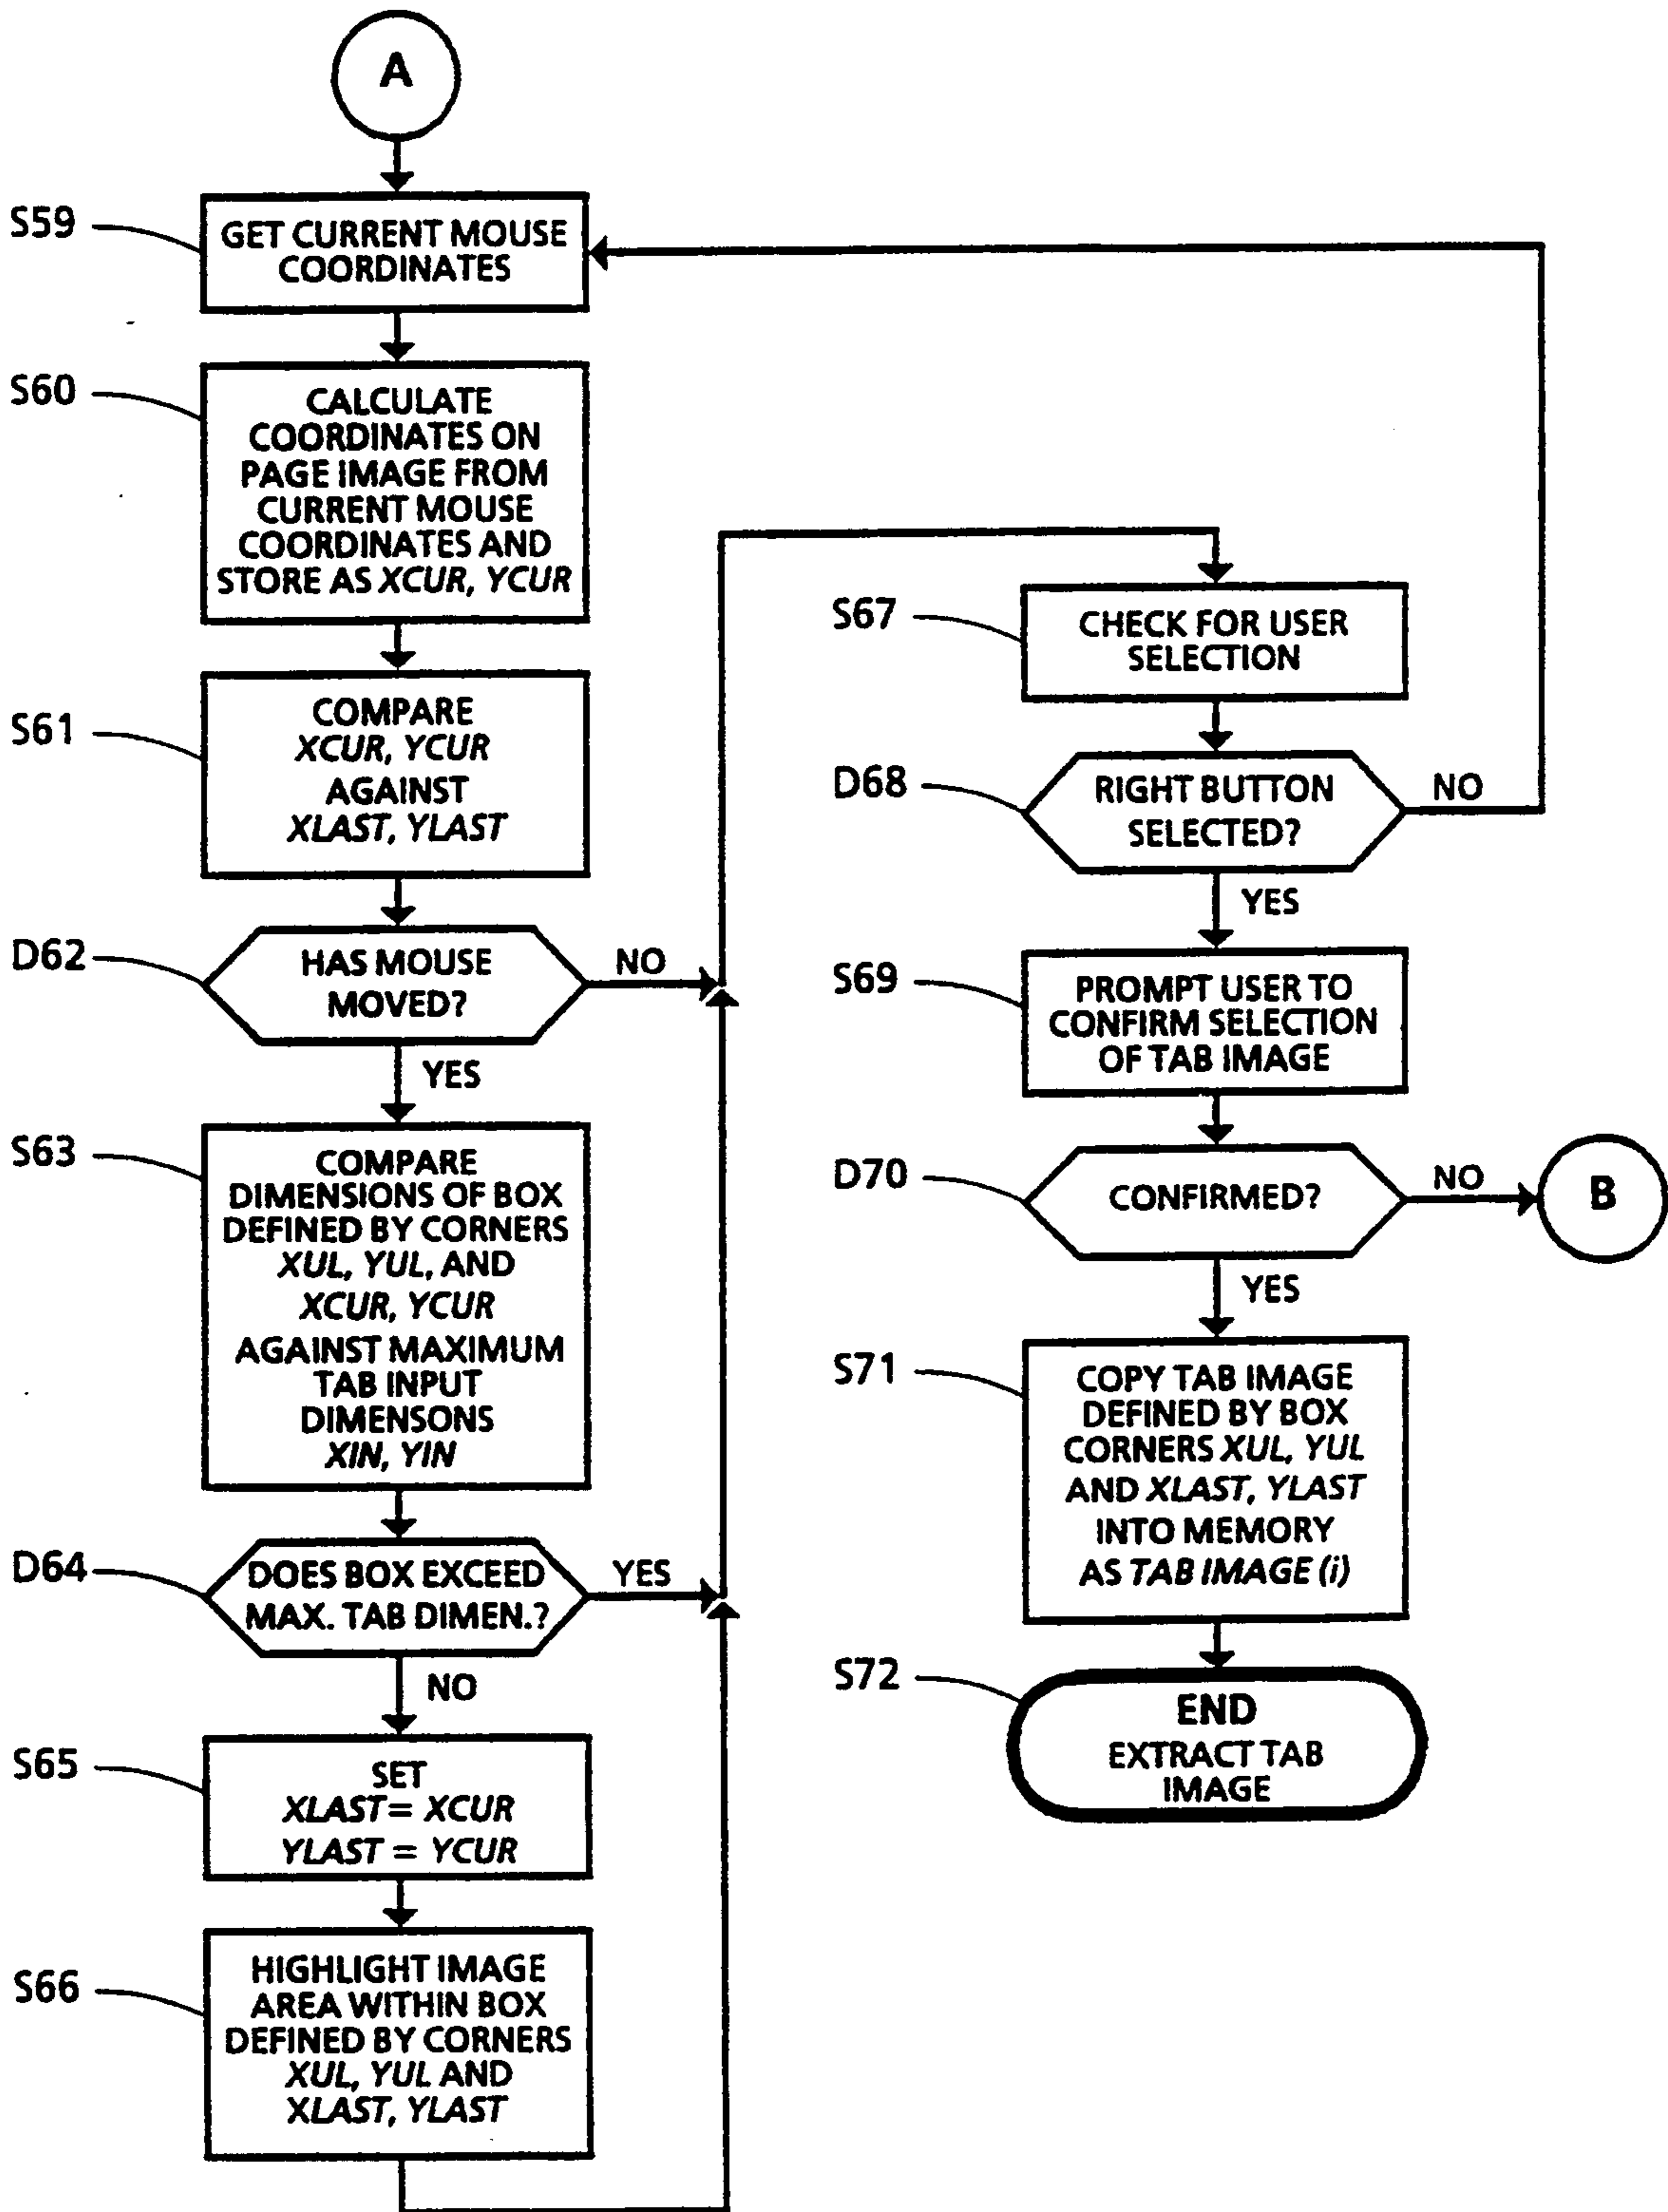 A
S59
GET CURRENT MOUSE
COORDINATES
S60
CALCULATE
COORDINATES ON
PAGE IMAGE FROM
CURRENT MOUSE
COORDINATES AND
STORE AS XCUR, YCUR
S61
COMPARE
XCUR, YCUR
AGAINST
XLAST, YLAST
D62
HAS MOUSE
MOVED?
NO
YES
S63
COMPARE
DIMENSIONS OF BOX
DEFINED BY CORNERS
XUL, YUL, AND
XCUR, YCUR
AGAINST MAXIMUM
TAB INPUT
DIMENSONS
XIN, YIN
D64
DOES BOX EXCEED
MAX. TAB DIMEN.?
YES
NO
S65
SET
XLAST = XCUR
YLAST = YCUR
S66
HIGHLIGHT IMAGE
AREA WITHIN BOX
DEFINED BY CORNERS
XUL, YUL AND
XLAST, YLAST
S67
CHECK FOR USER
SELECTION
D68
RIGHT BUTTON
SELECTED?
NO
YES
S69
PROMPT USER TO
CONFIRM SELECTION
OF TAB IMAGE
D70
CONFIRMED?
NO
B
YES
S71
COPY TAB IMAGE
DEFINED BY BOX
CORNERS XUL, YUL
AND XLAST, YLAST
INTO MEMORY
AS TAB IMAGE (i)
S72
END
EXTRACT TAB
IMAGE